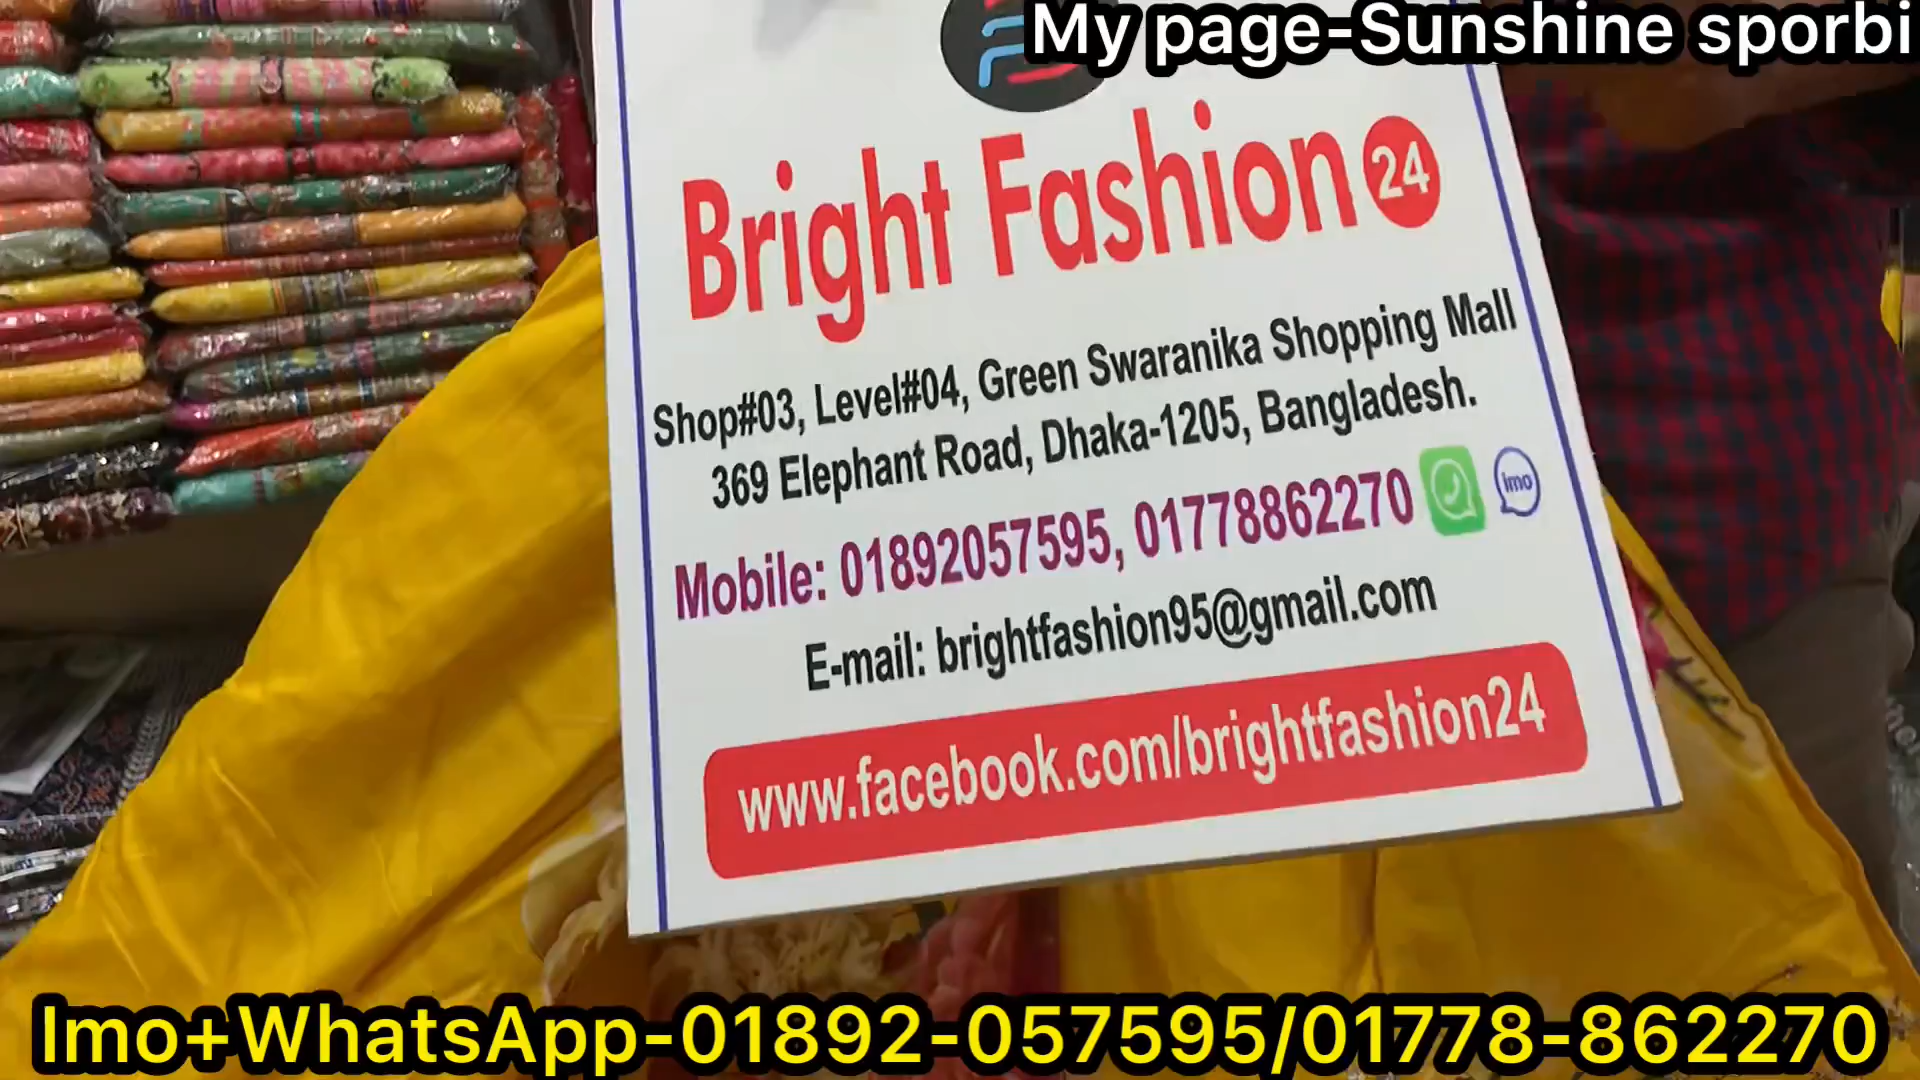 My page-Sunshine sporbi
Bright Fashion 24
Shop#03, Level#04, Green Swaranika Shopping Mall
369 Elephant Road, Dhaka-1205, Bangladesh.
Mobile: 01892057595, 01778862270 imo
E-mail: brightfashion95@gmail.com
www.facebook.com/brightfashion24
Imo+WhatsApp-01892-057595/01778-862270